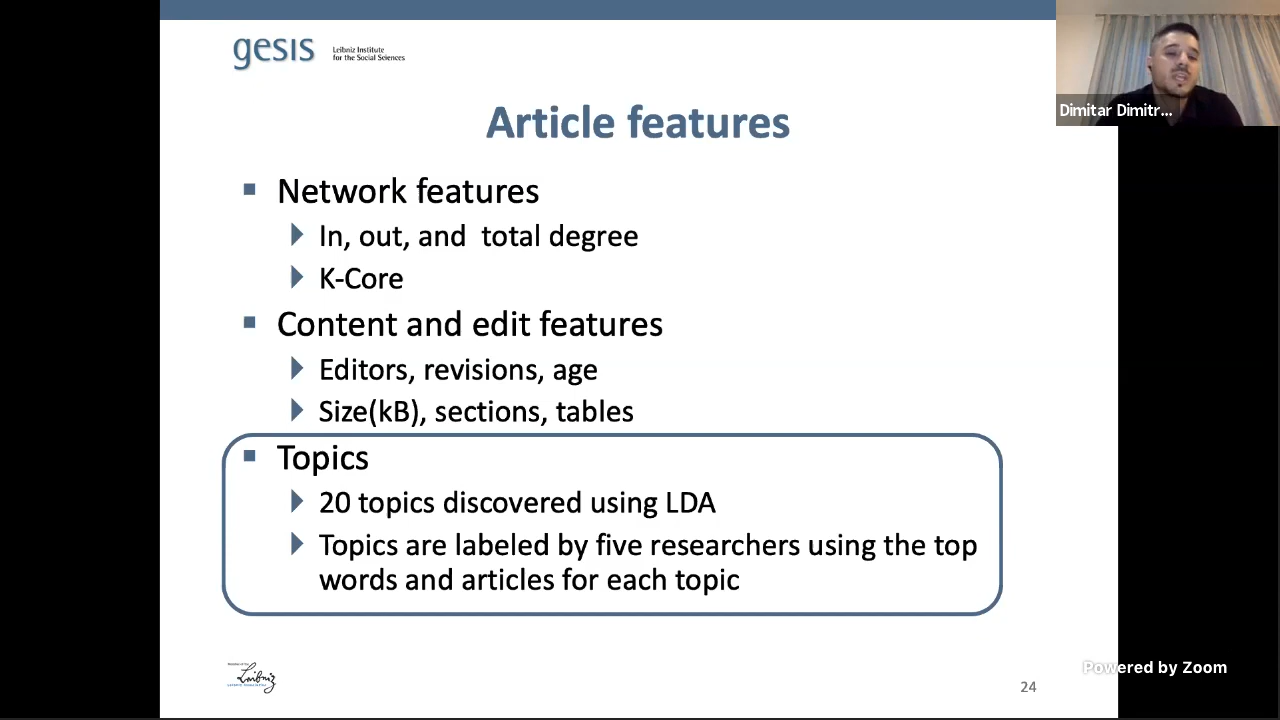 gesis
Leibniz Institute
for the Social Sciences
Dimitar Dimitr...
Article features
Network features
In, out, and total degree
K-Core
Content and edit features
Editors, revisions, age
Size(kB), sections, tables
Topics
20 topics discovered using LDA
Topics are labeled by five researchers using the top
words and articles for each topic
Leibniz
Powered by Zoom
24